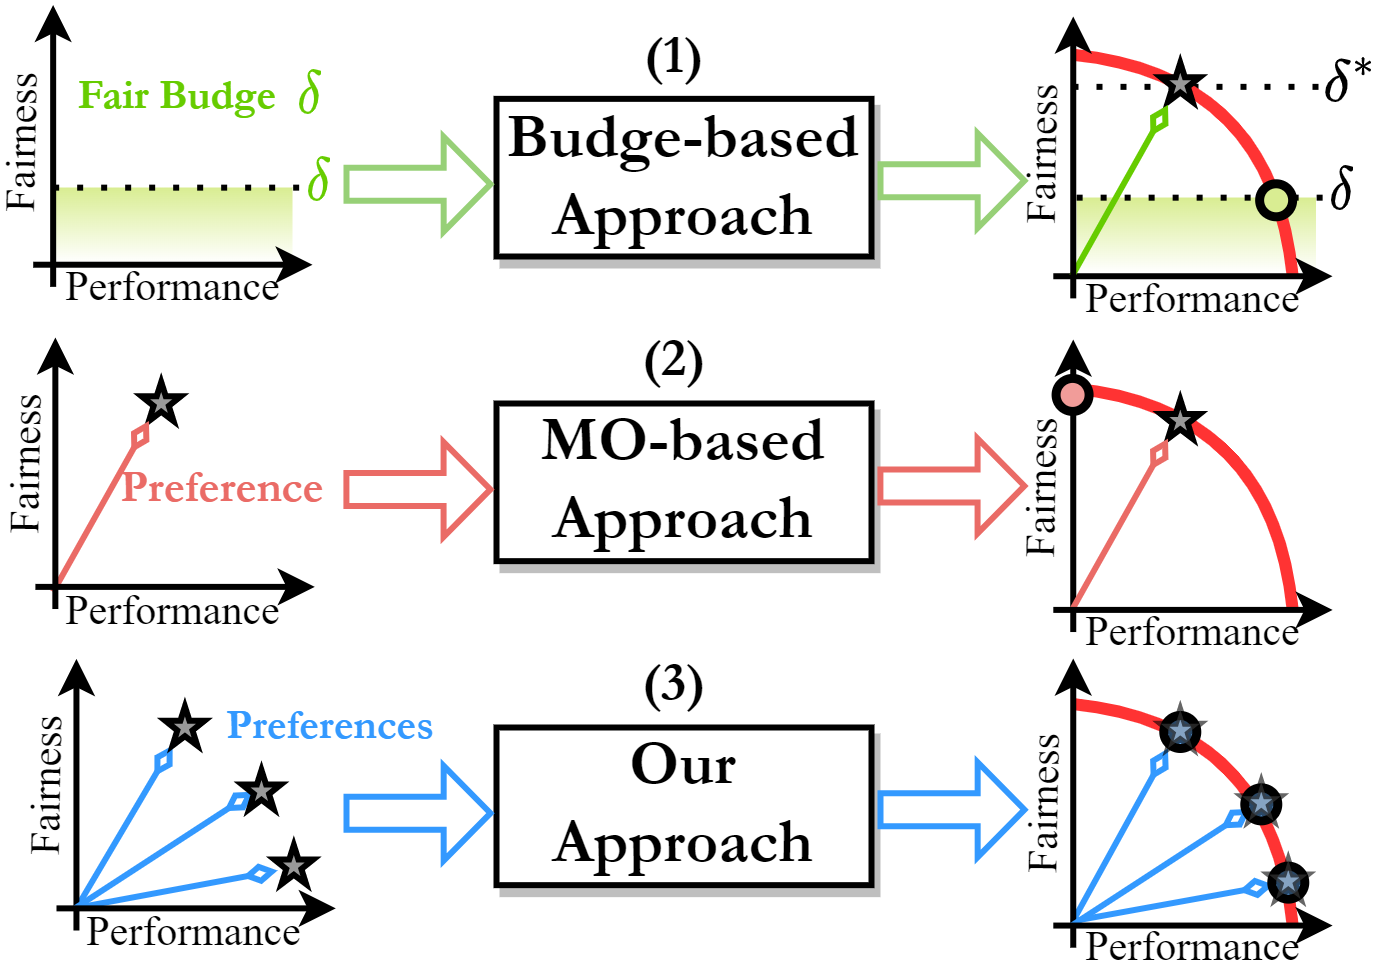 (1)
Fairness
Fair Budge δ
δ
Performance
Budge-based
Approach
Fairness
δ*
δ
Performance
(2)
Fairness
Preference
Performance
MO-based
Approach
Fairness
Performance
(3)
Fairness
Preferences
Performance
Our
Approach
Fairness
Performance